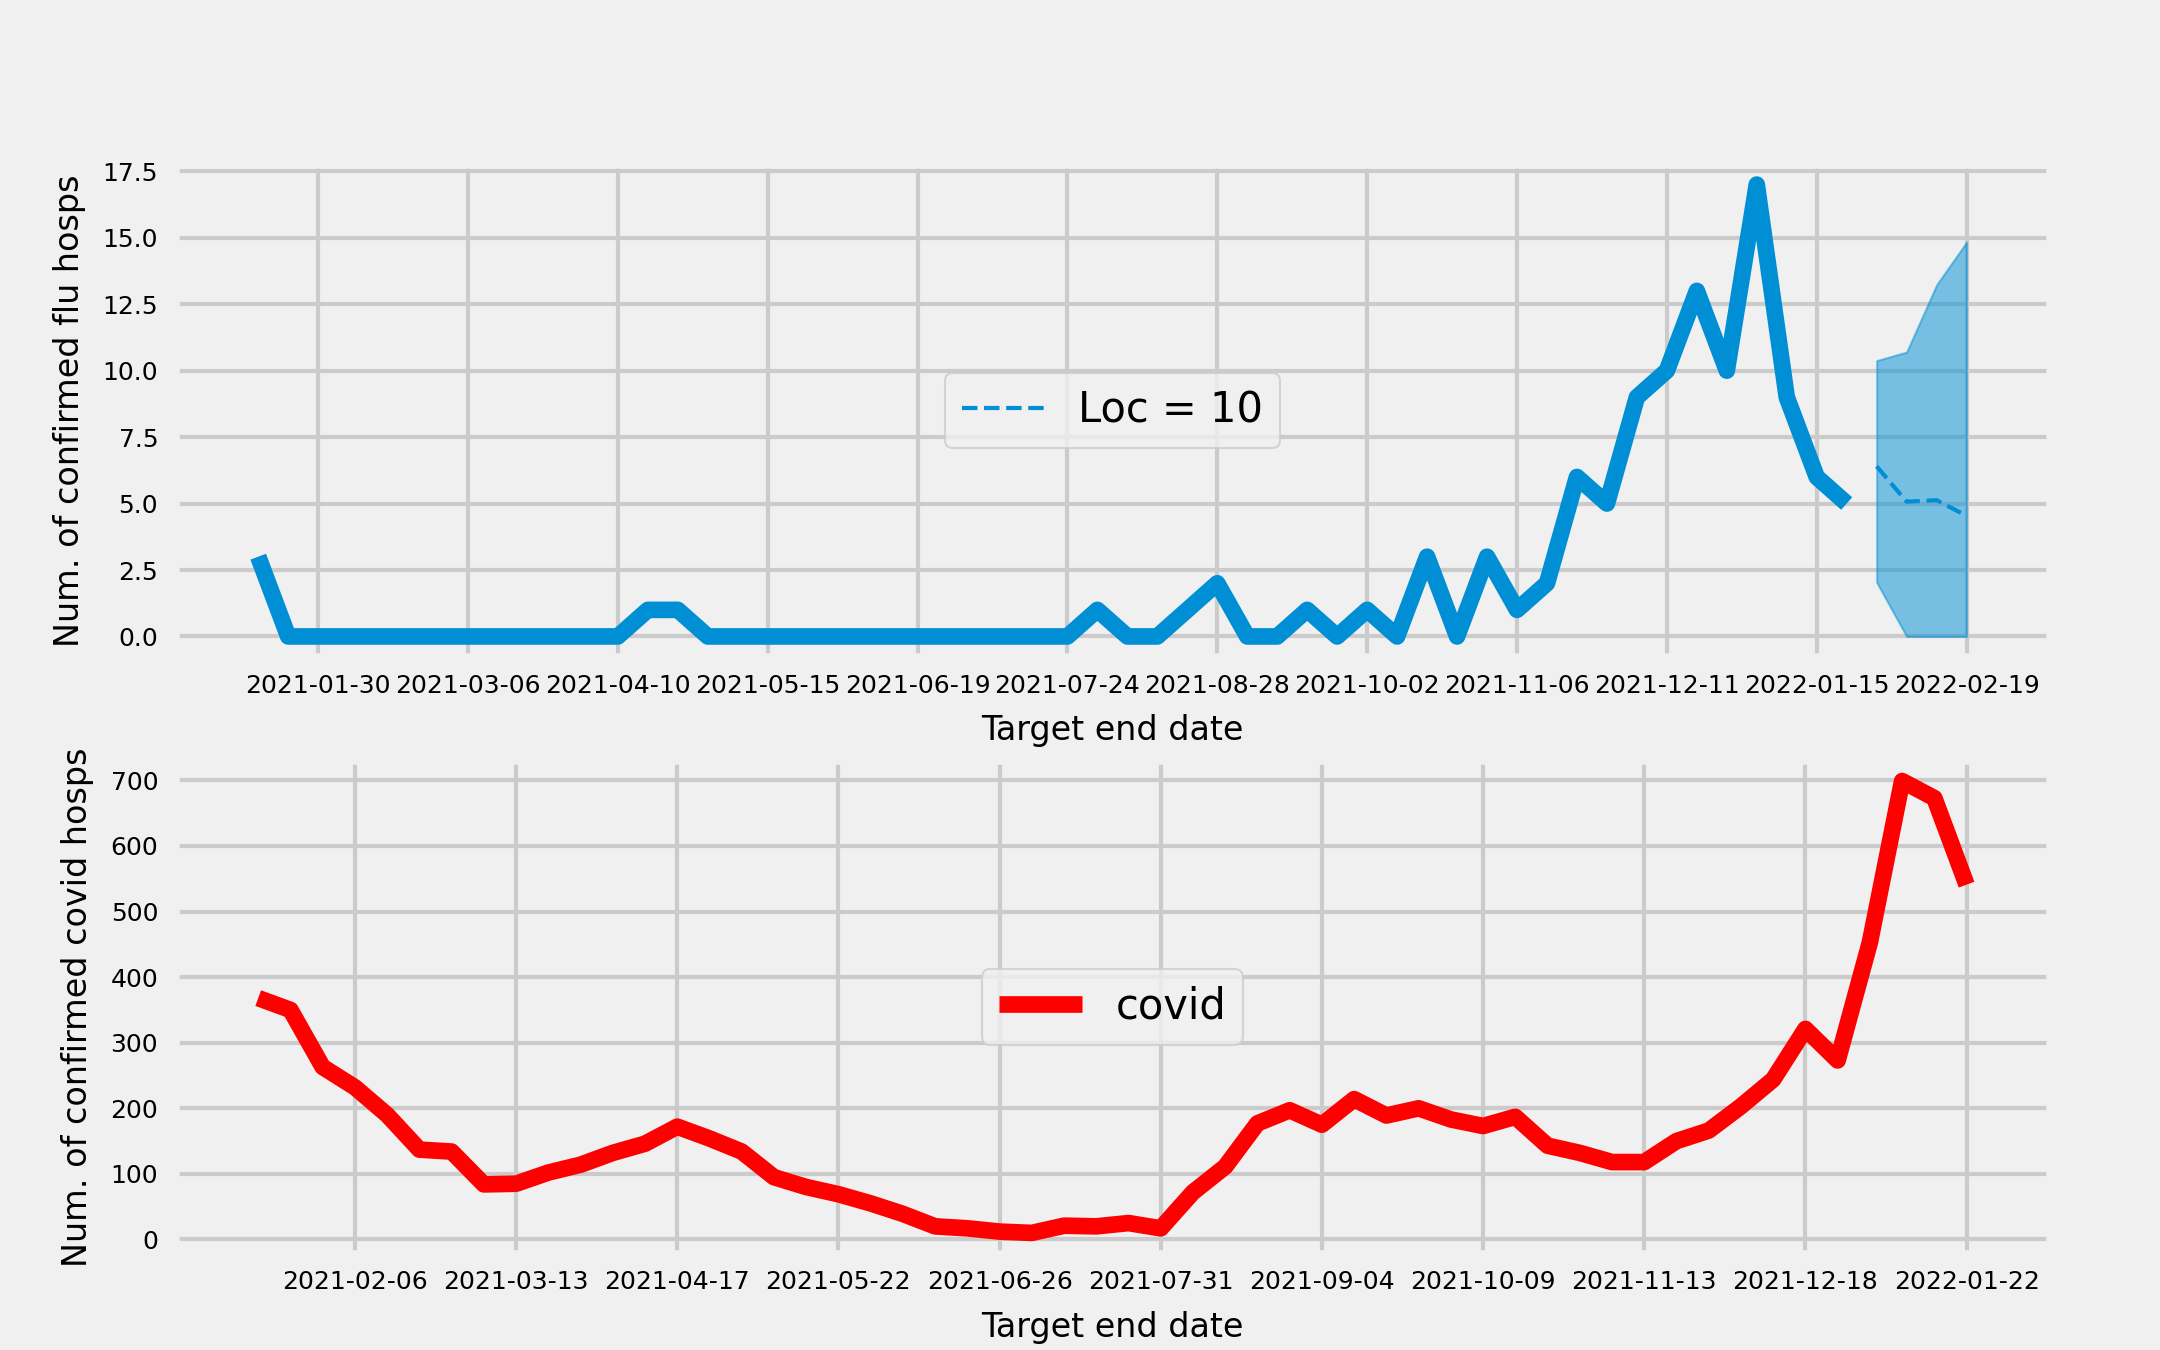 Num. of confirmed flu hosps
17.5
15.0
12.5
10.0
7.5
5.0
2.5
0.0
Loc = 10
2021-01-30 2021-03-06 2021-04-10 2021-05-15 2021-06-19 2021-07-24 2021-08-28 2021-10-02 2021-11-06 2021-12-11 2022-01-15 2022-02-19
Target end date
Num. of confirmed covid hosps
700
600
500
400
300
200
100
0
covid
2021-02-06 2021-03-13 2021-04-17 2021-05-22 2021-06-26 2021-07-31 2021-09-04 2021-10-09 2021-11-13 2021-12-18 2022-01-22
Target end date